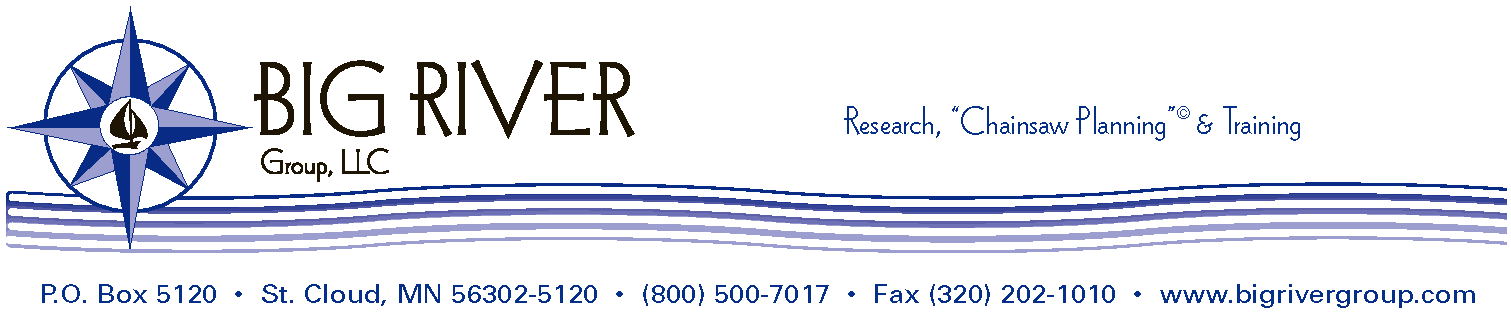 BIG RIVER
Group, LLC
Research, “Chainsaw Planning”© & Training
P.O. Box 5120 • St. Cloud, MN 56302-5120 • (800) 500-7017 • Fax (320) 202-1010 • www.bigrivergroup.com